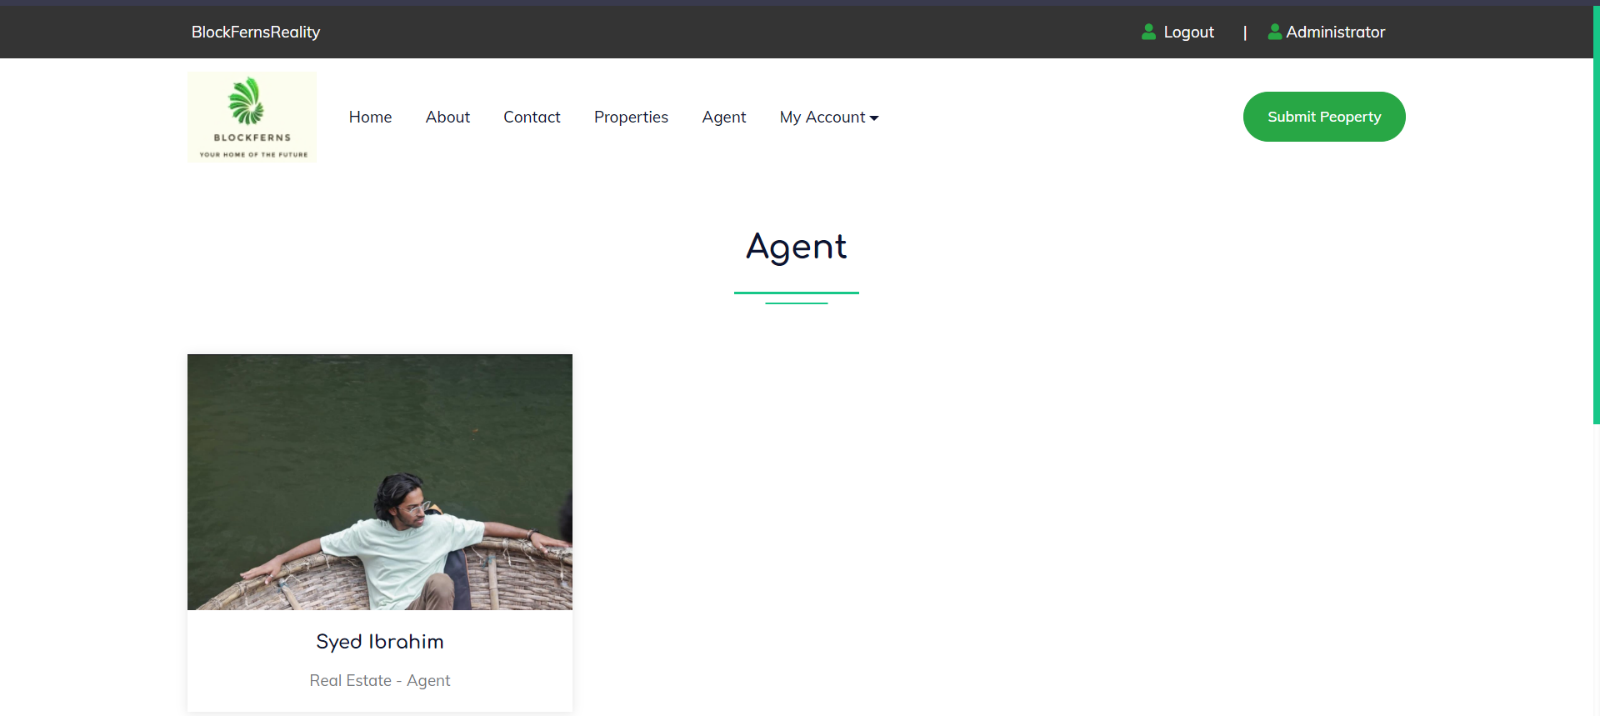 BlockFernsReality
Logout | Administrator
BLOCKFERNS
YOUR HOME OF THE FUTURE
Home About Contact Properties Agent My Account
Submit Peoperty
Agent
Syed Ibrahim
Real Estate - Agent